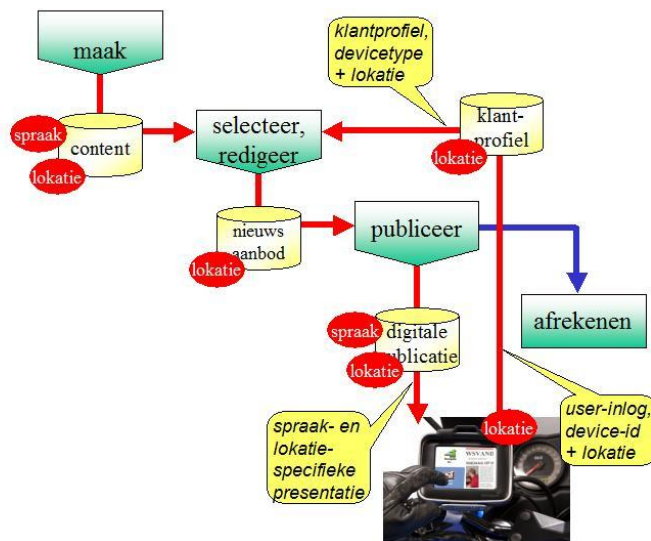 maak
klantprofiel,
devicetype
+ lokatie
spraak
content
lokatie
selecteer,
redigeer
klant-
profiel
lokatie
nieuws
aanbod
lokatie
publiceer
afrekenen
spraak
digitale
publicatie
lokatie
spraak- en
lokatie-
specifieke
presentatie
lokatie
user-inlog,
device-id
+ lokatie
WSVAND